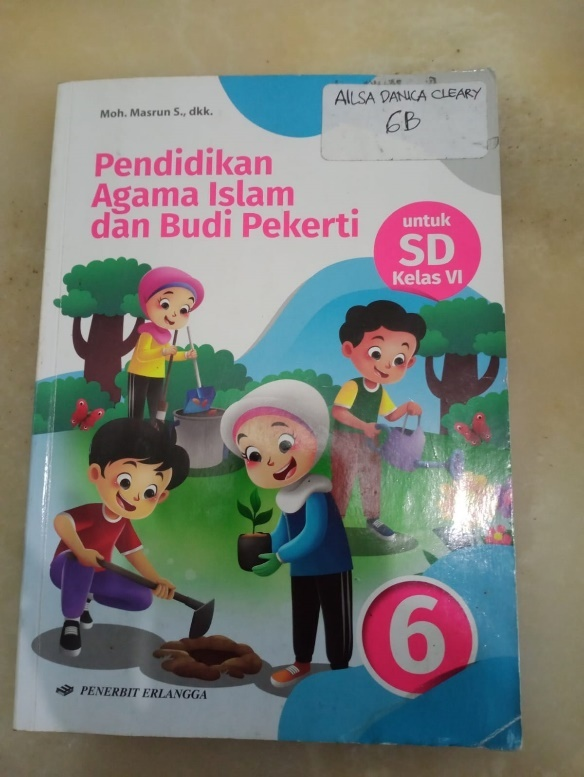 Moh. Masrun S., dkk.
AILSA DANICA CLEARY
6B
Pendidikan
Agama Islam
dan Budi Pekerti
untuk
SD
Kelas VI
6
PENERBIT ERLANGGA